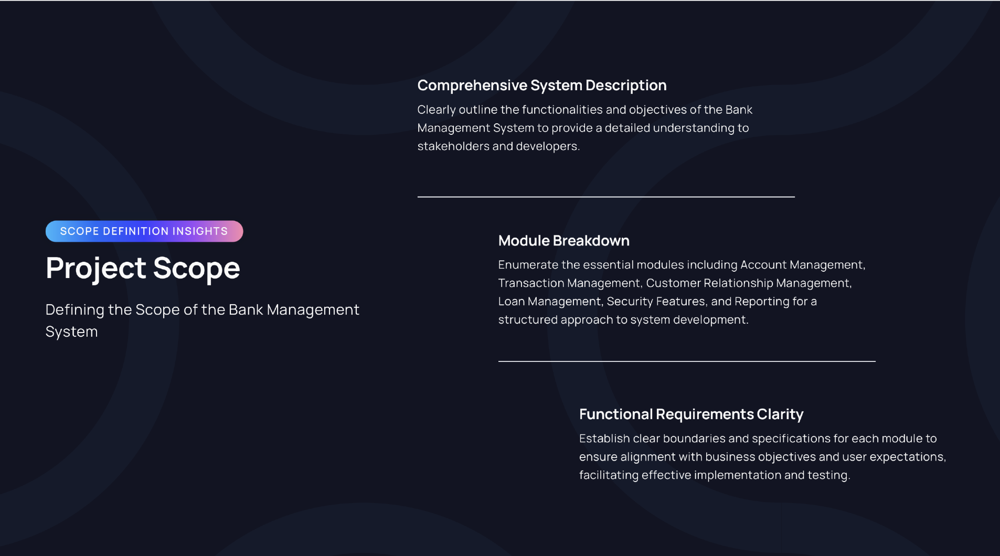 SCOPE DEFINITION INSIGHTS
Project Scope
Defining the Scope of the Bank Management
System
Comprehensive System Description
Clearly outline the functionalities and objectives of the Bank
Management System to provide a detailed understanding to
stakeholders and developers.
Module Breakdown
Enumerate the essential modules including Account Management,
Transaction Management, Customer Relationship Management,
Loan Management, Security Features, and Reporting for a
structured approach to system development.
Functional Requirements Clarity
Establish clear boundaries and specifications for each module to
ensure alignment with business objectives and user expectations,
facilitating effective implementation and testing.